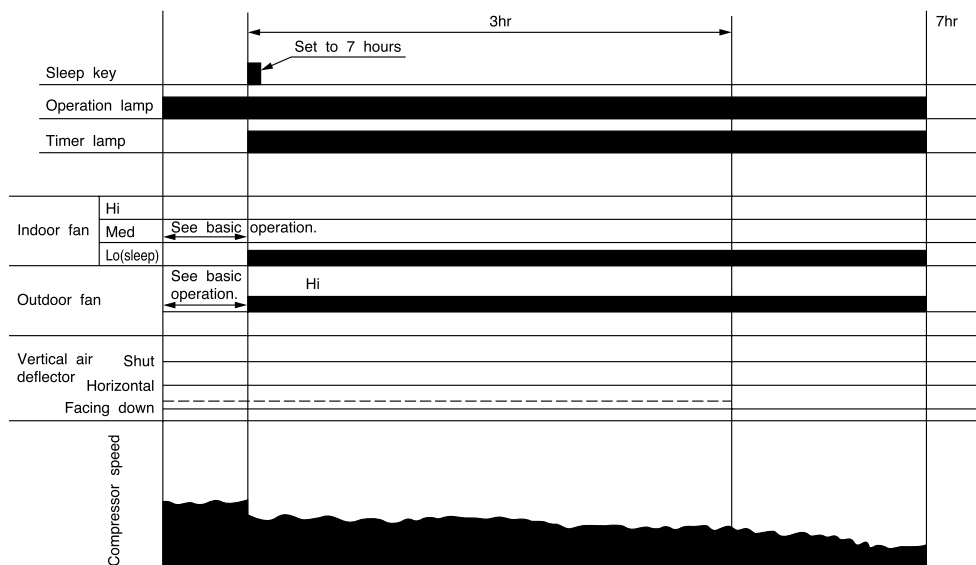 3hr
7hr
Set to 7 hours
Sleep key
Operation lamp
Timer lamp
Indoor fan
Hi
Med
See basic operation.
Lo(sleep)
Outdoor fan
See basic
operation.
Hi
Vertical air
deflector
Shut
Horizontal
Facing down
Compressor speed